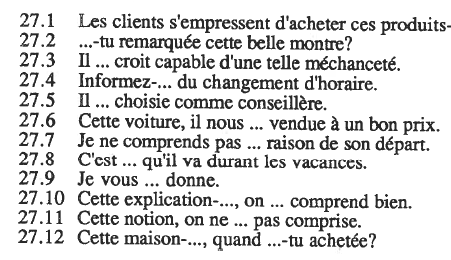 27.1 Les clients s'empressent d'acheter ces produits-
27.2 ...-tu remarquée cette belle montre?
27.3 Il ... croit capable d'une telle méchanceté.
27.4 Informez-... du changement d'horaire.
27.5 Il ... choisie comme conseillère.
27.6 Cette voiture, il nous ... vendue à un bon prix.
27.7 Je ne comprends pas ... raison de son départ.
27.8 C'est ... qu'il va durant les vacances.
27.9 Je vous ... donne.
27.10 Cette explication-..., on ... comprend bien.
27.11 Cette notion, on ne ... pas comprise.
27.12 Cette maison-..., quand ...-tu achetée?